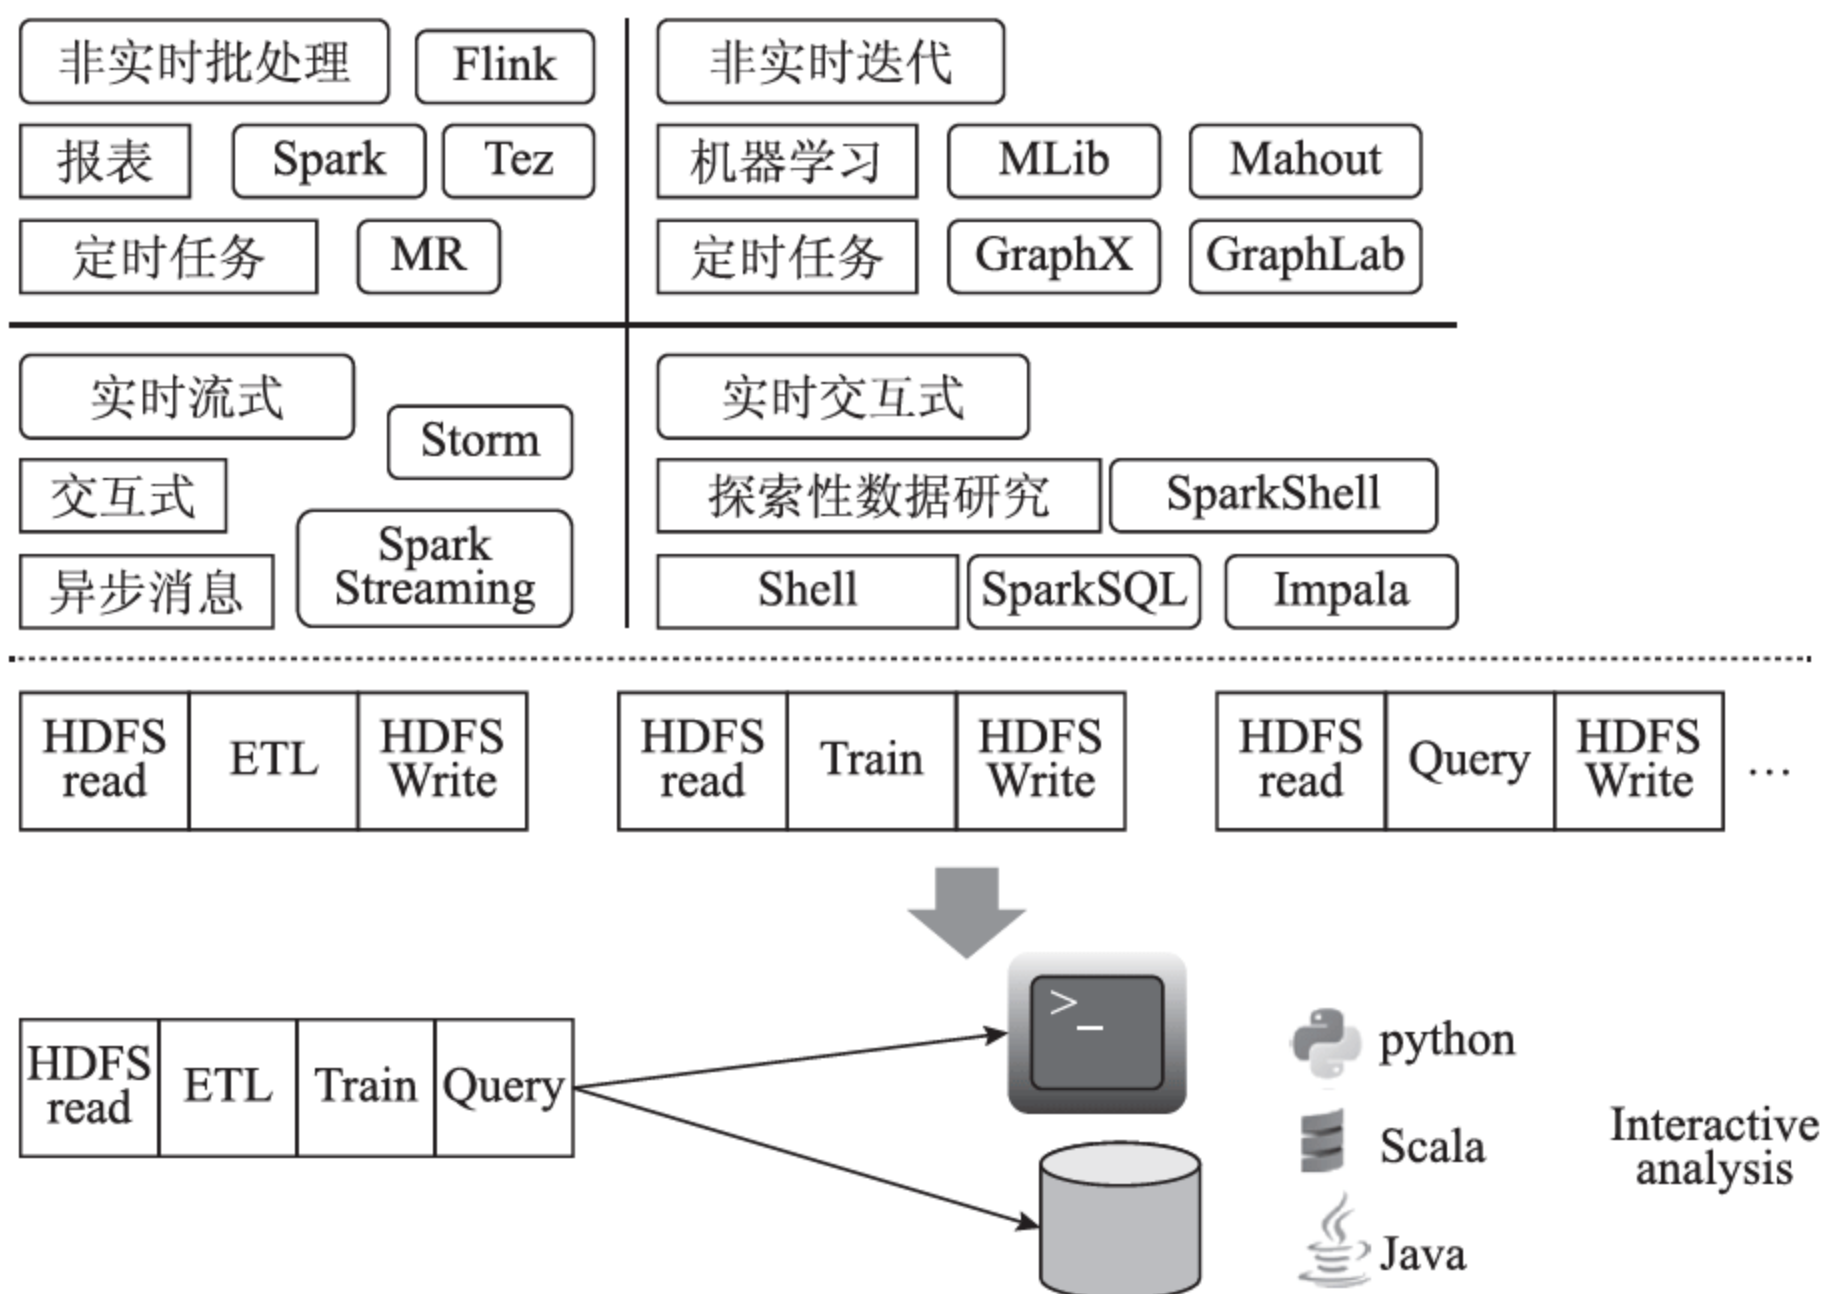 非实时批处理
Flink
报表
Spark
Tez
定时任务
MR
非实时迭代
机器学习
MLib
Mahout
定时任务
GraphX
GraphLab
实时流式
Storm
交互式
Spark
Streaming
异步消息
实时交互式
探索性数据研究
SparkShell
Shell
SparkSQL
Impala
HDFS
read
ETL
HDFS
Write
HDFS
read
Train
HDFS
Write
HDFS
read
Query
HDFS
Write
…
HDFS
read
ETL
Train
Query
>_
python
Scala
Java
Interactive
analysis